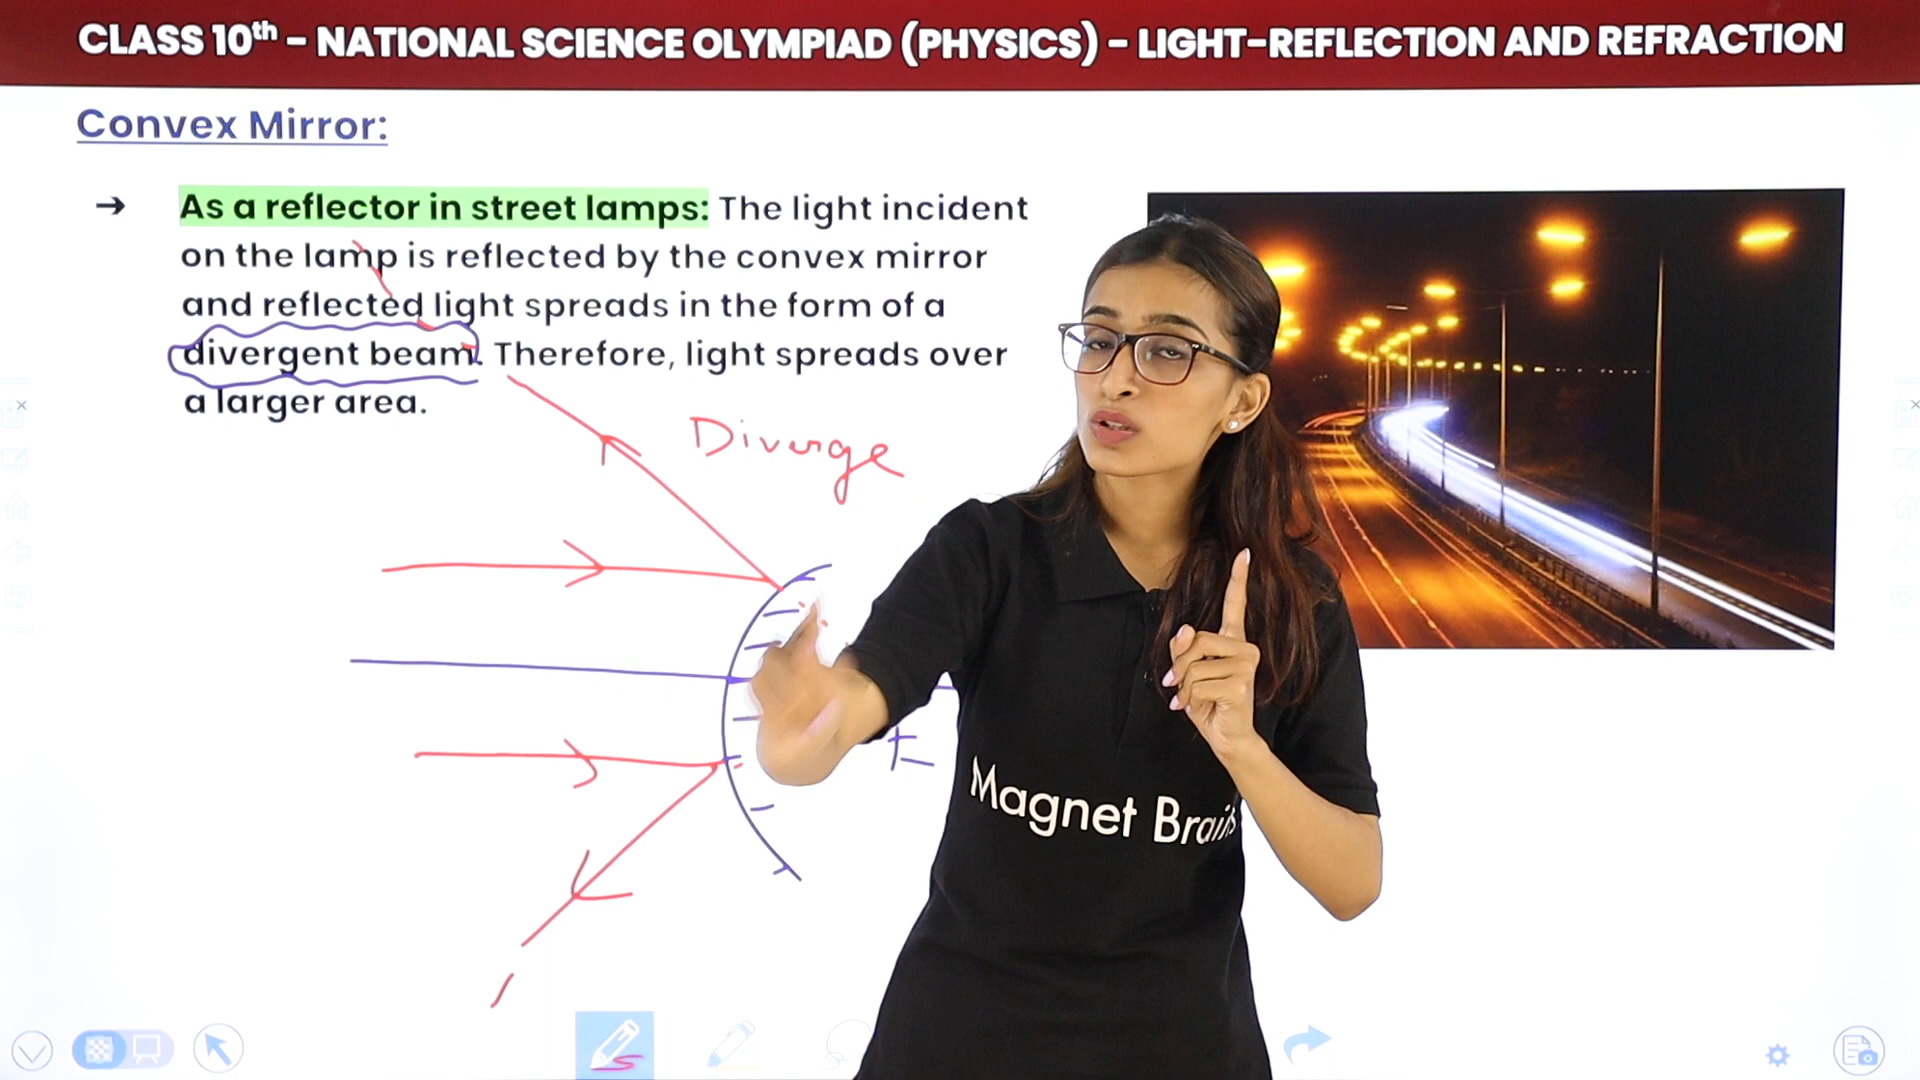 CLASS 10th - NATIONAL SCIENCE OLYMPIAD (PHYSICS) - LIGHT-REFLECTION AND REFRACTION
Convex Mirror:
→ As a reflector in street lamps: The light incident
on the lamp is reflected by the convex mirror
and reflected light spreads in the form of a
divergent beam. Therefore, light spreads over
a larger area.
Diverge
F
Magnet Brains